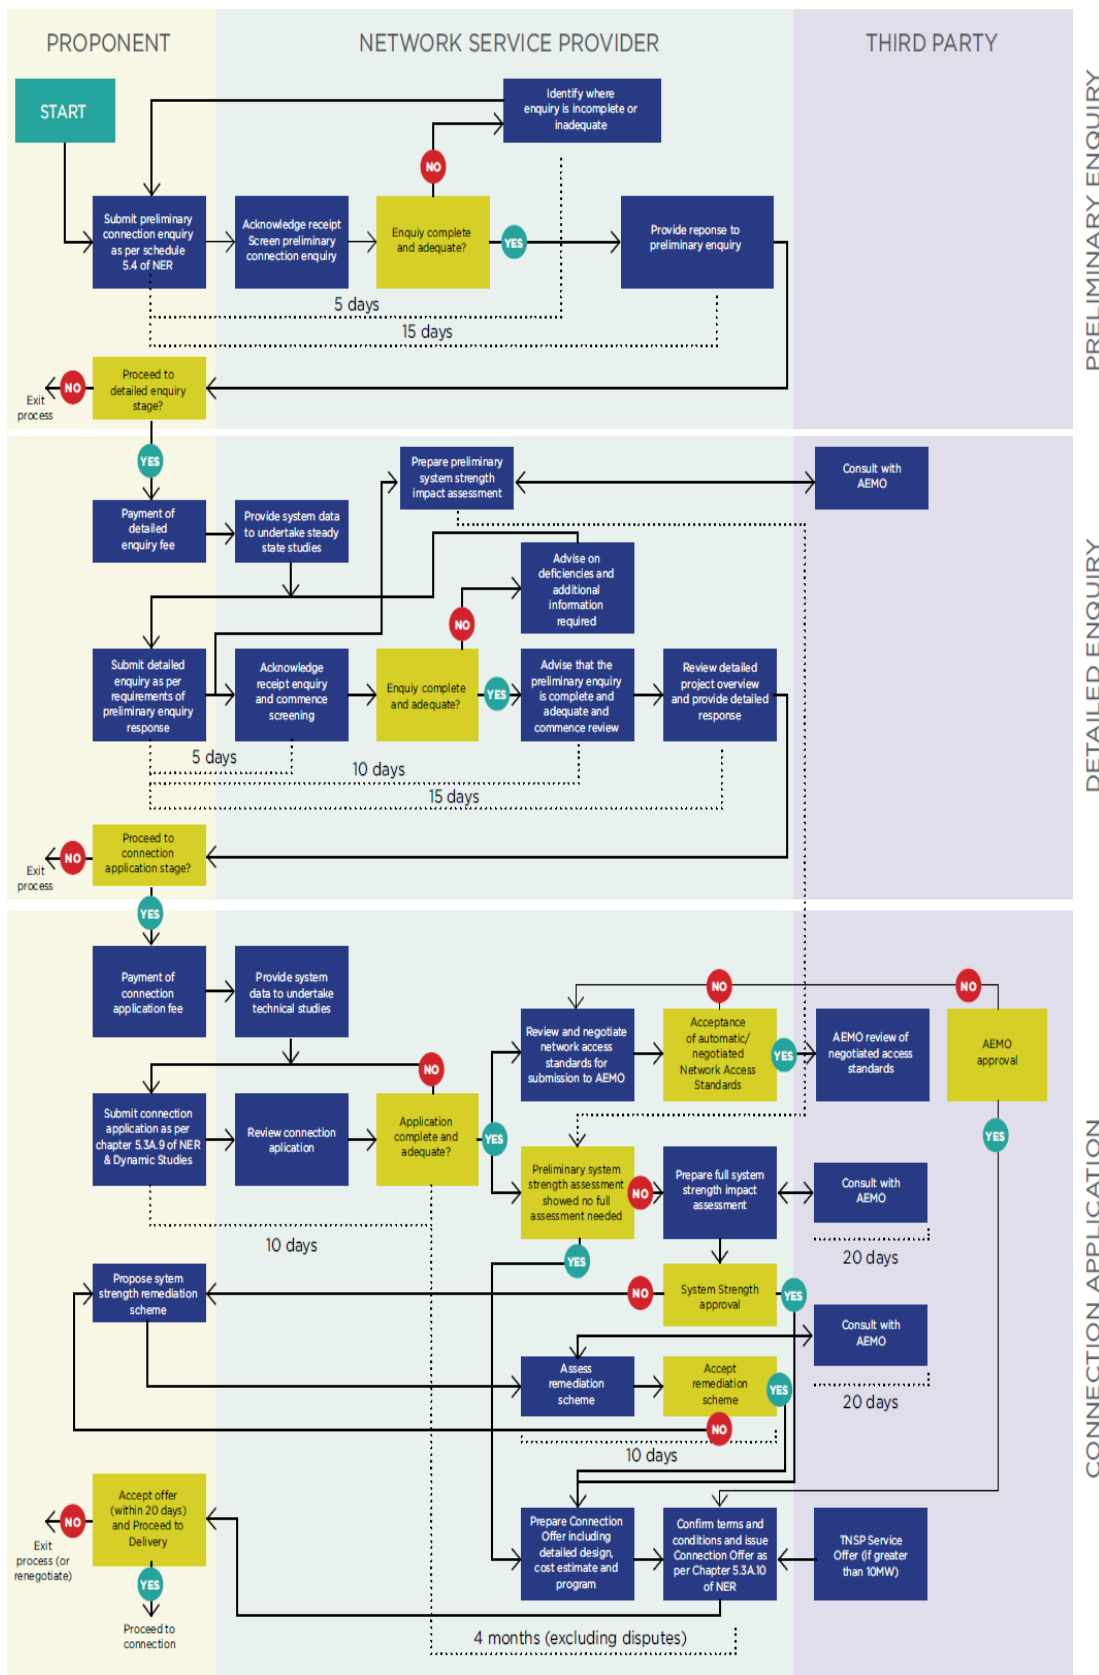 PROPONENT
NETWORK SERVICE PROVIDER
THIRD PARTY
PRELIMINARY ENQUIRY
START
Identify where
enquiry is incomplete or
inadequate
NO
Submit preliminary
connection enquiry
as per schedule
5.4 of NER
Acknowledge receipt
Screen preliminary
connection enquiry
Enquiy complete
and adequate?
YES
Provide reponse to
preliminary enquiry
5 days
15 days
Proceed to
detailed enquiry
stage?
NO
Exit
process
YES
DETAILED ENQUIRY
Prepare preliminary
system strength
impact assessment
Consult with
AEMO
Payment of
detailed
enquiry fee
Provide system data
to undertake steady
state studies
Advise on
deficiencies and
additional
information
required
NO
Submit detailed
enquiry as per
requirements of
preliminary enquiry
response
Acknowledge
receipt enquiry
and commence
screening
Enquiy complete
and adequate?
YES
Advise that the
preliminary enquiry
is complete and
adequate and
commence review
Review detailed
project overview
and provide detailed
response
5 days
10 days
15 days
Proceed to
connection
application stage?
NO
Exit
process
YES
CONNECTION APPLICATION
Payment of
connection
application fee
Provide system
data to undertake
technical studies
NO
NO
Review and negotiate
network access
standards for
submission to AEMO
Acceptance
of automatic/
negotiated
Network Access
Standards
YES
AEMO review of
negotiated access
standards
AEMO
approval
NO
YES
Submit connection
application as per
chapter 5.3A.9 of NER
& Dynamic Studies
Review connection
aplication
Application
complete and
adequate?
YES
Preliminary system
strength assessment
showed no full
assessment needed
NO
Prepare full system
strength impact
assessment
Consult with
AEMO
10 days
YES
20 days
Propose sytem
strength remediation
scheme
NO
System Strength
approval
YES
Consult with
AEMO
Assess
remediation
scheme
Accept
remediation
scheme
YES
20 days
NO
10 days
Accept offer
(within 20 days)
and Proceed to
Delivery
NO
Exit
process (or
renegotiate)
YES
Proceed to
connection
Prepare Connection
Offer including
detailed design,
cost estimate and
program
Confirm terms and
conditions and issue
Connection Offer as
per Chapter 5.3A.10
of NER
TNSP Service
Offer (if greater
than 10MW)
4 months (excluding disputes)